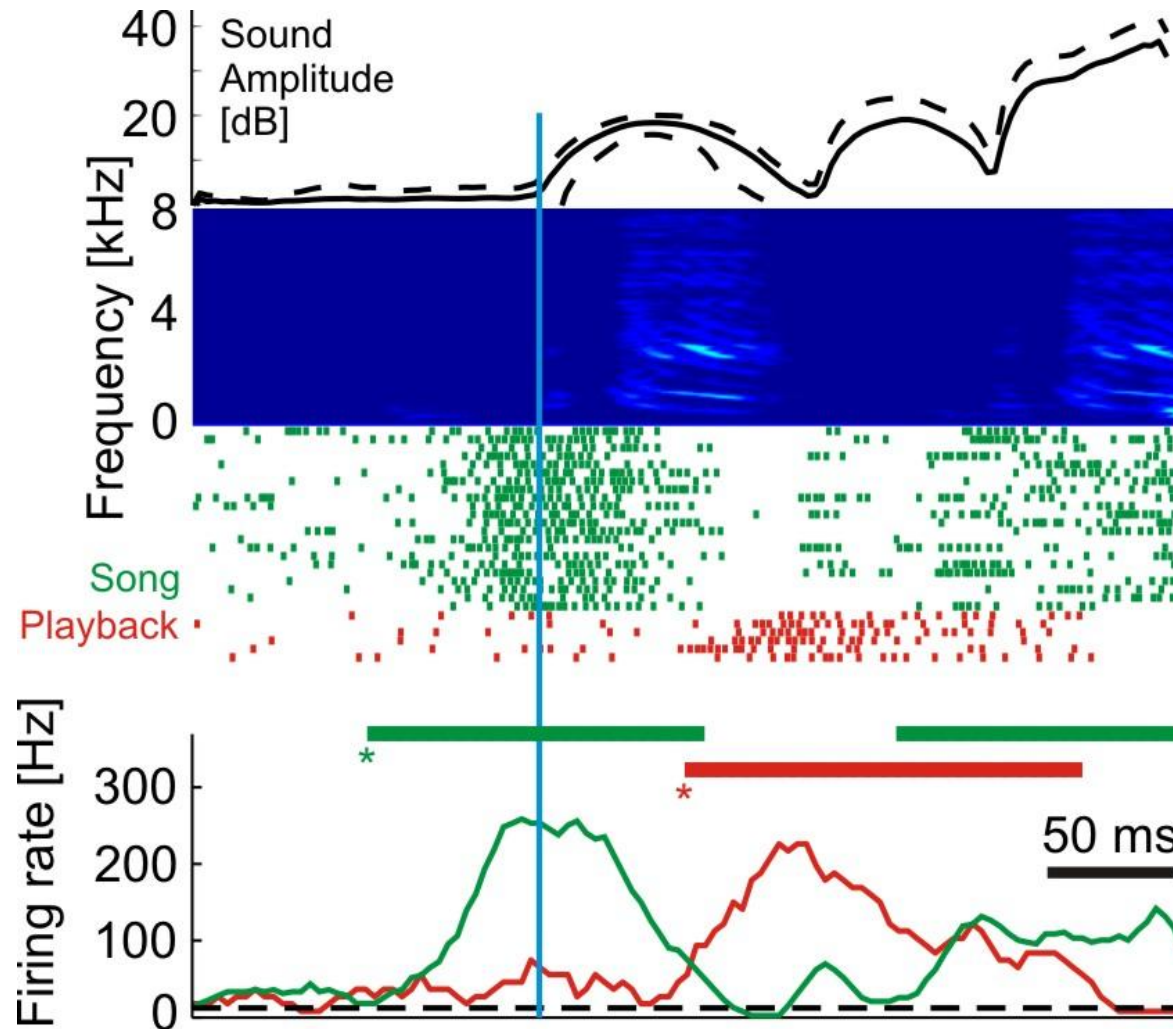 40
Sound
Amplitude
[dB]
20
8
Frequency [kHz]
4
0
Song
Playback
*
*
Firing rate [Hz]
300
200
100
0
50 ms